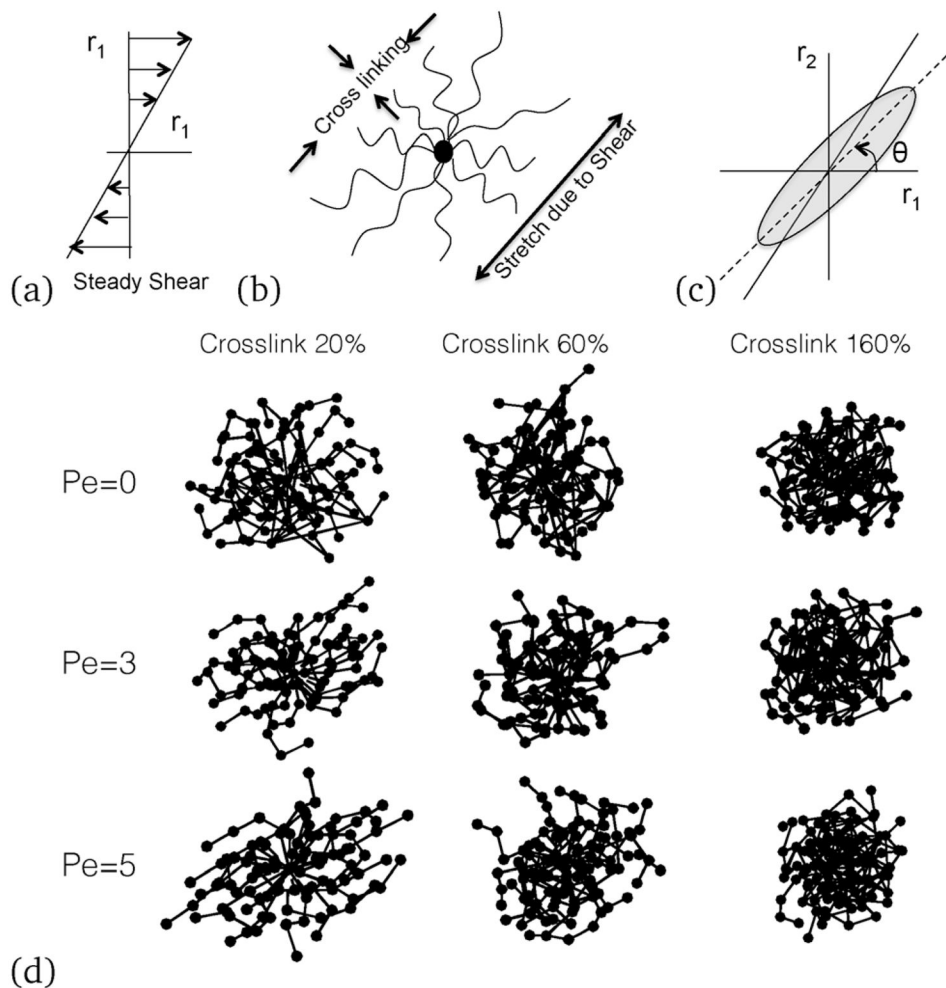 r1
r1
Steady Shear
(a)
Cross linking
Stretch due to Shear
(b)
r2
θ
r1
(c)
Crosslink 20% Crosslink 60% Crosslink 160%
Pe=0
Pe=3
Pe=5
(d)